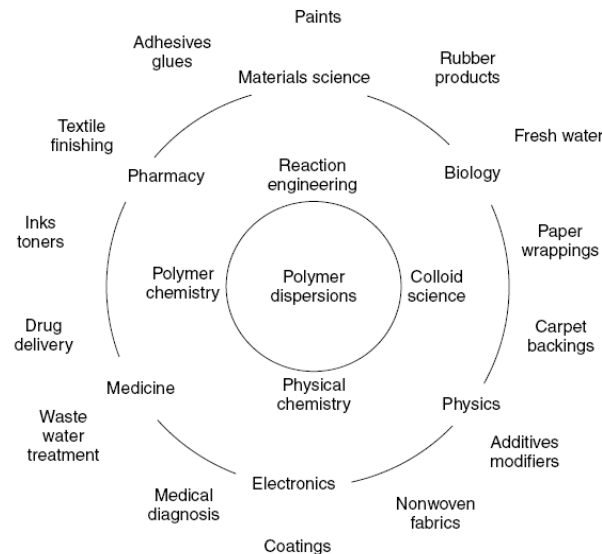 Paints
Adhesives
glues
Materials science
Rubber
products
Textile
finishing
Fresh water
Pharmacy
Reaction
engineering
Biology
Inks
toners
Paper
wrappings
Polymer
chemistry
Polymer
dispersions
Colloid
science
Drug
delivery
Carpet
backings
Medicine
Physical
chemistry
Physics
Waste
water
treatment
Additives
modifiers
Medical
diagnosis
Electronics
Nonwoven
fabrics
Coatings